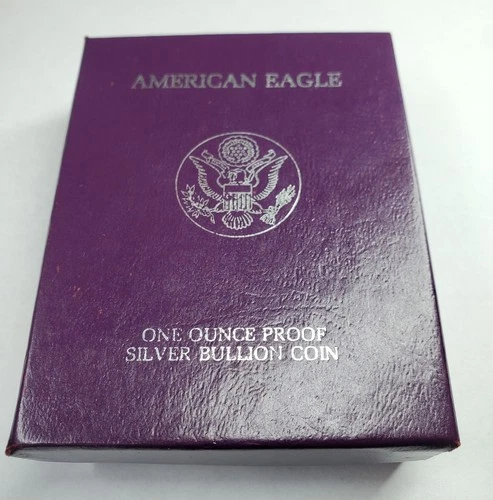 AMERICAN EAGLE
ONE OUNCE PROOF
SILVER BULLION COIN